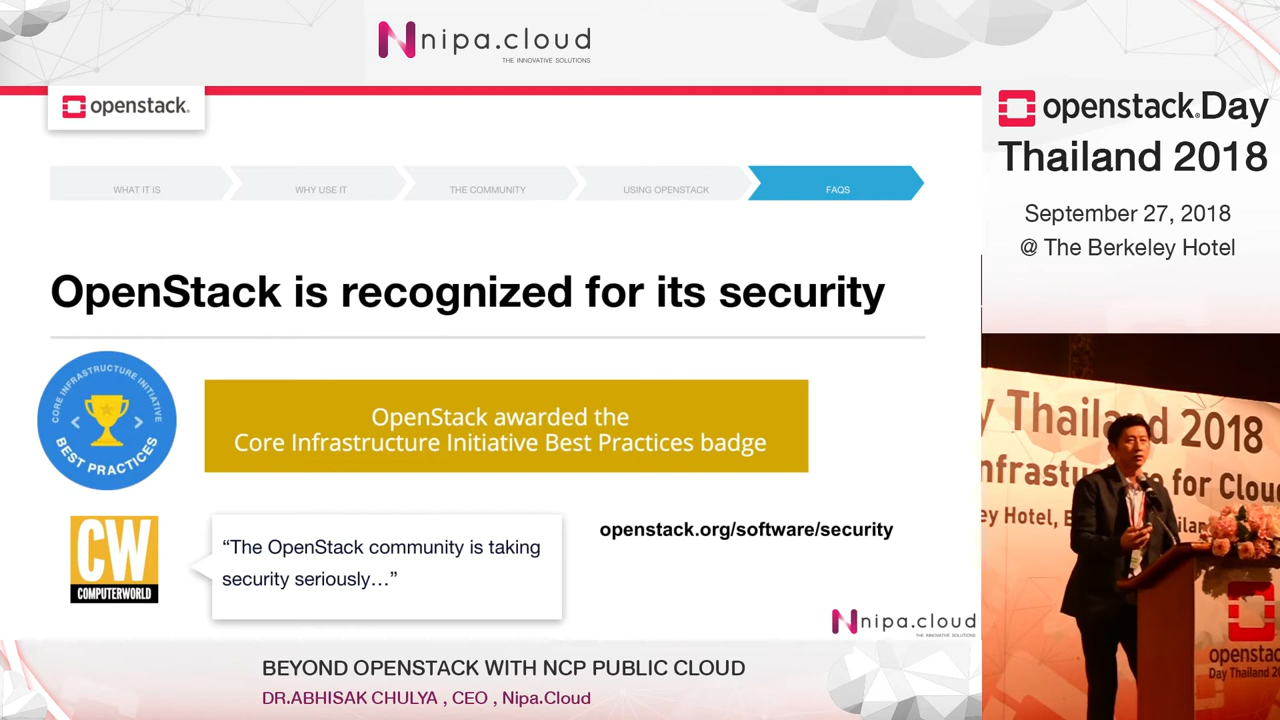 nipa.cloud
THE INNOVATIVE SOLUTIONS
openstack.
WHAT IT IS
WHY USE IT
THE COMMUNITY
USING OPENSTACK
FAQS
OpenStack is recognized for its security
CORE INFRASTRUCTURE INITIATIVE
BEST PRACTICES
OpenStack awarded the
Core Infrastructure Initiative Best Practices badge
CW
COMPUTERWORLD
“The OpenStack community is taking
security seriously…”
openstack.org/software/security
nipa.cloud
THE INNOVATIVE SOLUTIONS
BEYOND OPENSTACK WITH NCP PUBLIC CLOUD
DR.ABHISAK CHULYA , CEO , Nipa.Cloud
openstack.Day
Thailand 2018
September 27, 2018
@ The Berkeley Hotel
y Thailand 2018
nfrastructure for Clou
ey Hotel,
openstac
Day Thailand 20